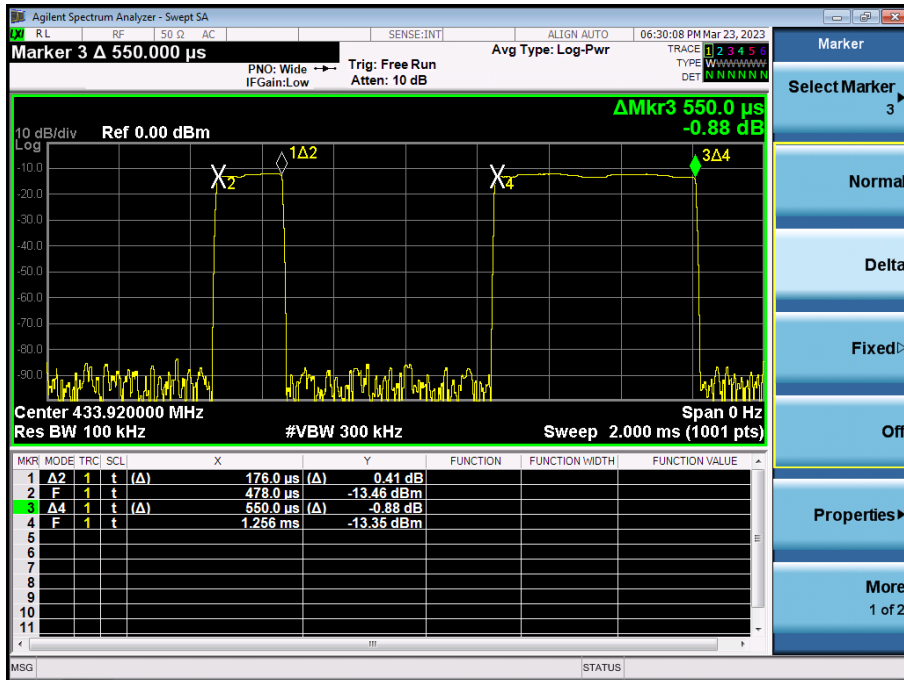 Agilent Spectrum Analyzer - Swept SA
LXI RL RF 50 Ω AC SENSE:INT ALIGN AUTO 06:30:08 PM Mar 23, 2023
Marker 3 Δ 550.000 µs
PNO: Wide
IFGain:Low
Trig: Free Run
Atten: 10 dB
Avg Type: Log-Pwr
TRACE 1 2 3 4 5 6
TYPE WWWWWW
DET N N N N N N
ΔMkr3 550.0 µs
-0.88 dB
10 dB/div Ref 0.00 dBm
Log
-10.0
-20.0
-30.0
-40.0
-50.0
-60.0
-70.0
-80.0
-90.0
X2
1Δ2
X4
3Δ4
Center 433.920000 MHz Span 0 Hz
Res BW 100 kHz #VBW 300 kHz Sweep 2.000 ms (1001 pts)
MKR MODE TRC SCL X Y FUNCTION FUNCTION WIDTH FUNCTION VALUE
1 Δ2 1 t (Δ) 176.0 µs (Δ) 0.41 dB
2 F 1 t 478.0 µs -13.46 dBm
3 Δ4 1 t (Δ) 550.0 µs (Δ) -0.88 dB
4 F 1 t 1.256 ms -13.35 dBm
5
6
7
8
9
10
11
MSG STATUS
Marker
Select Marker
3
Normal
Delta
Fixed
Off
Properties
More
1 of 2